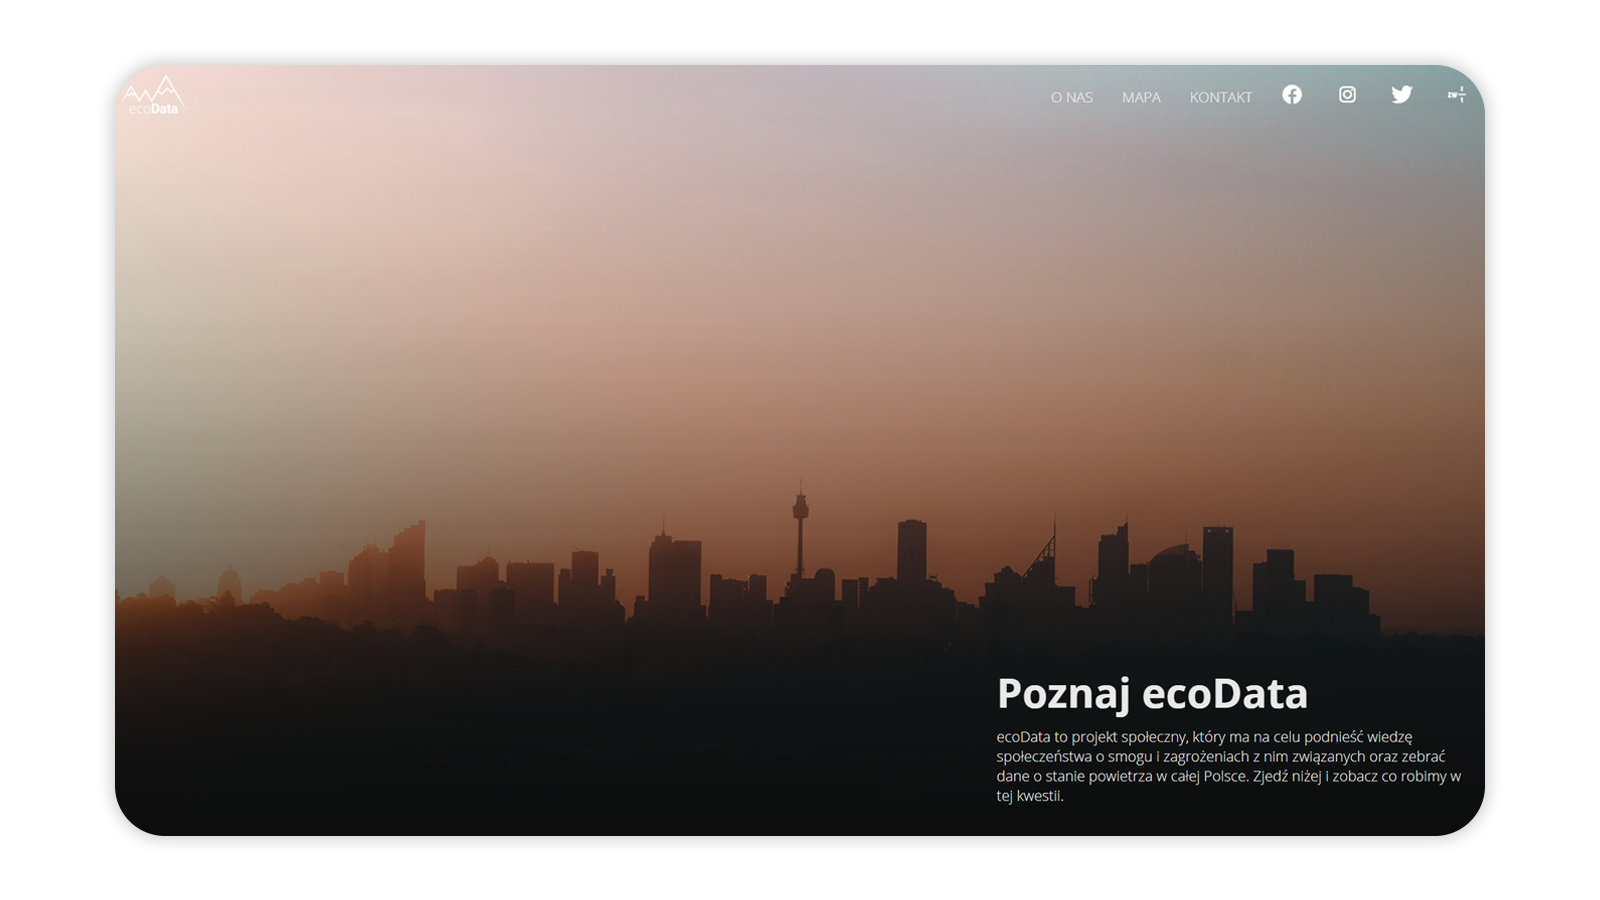 ecoData
O NAS MAPA KONTAKT
zw z t
Poznaj ecoData
ecoData to projekt społeczny, który ma na celu podnieść wiedzę
społeczeństwa o smogu i zagrożeniach z nim związanych oraz zebrać
dane o stanie powietrza w całej Polsce. Zjedź niżej i zobacz co robimy w
tej kwestii.